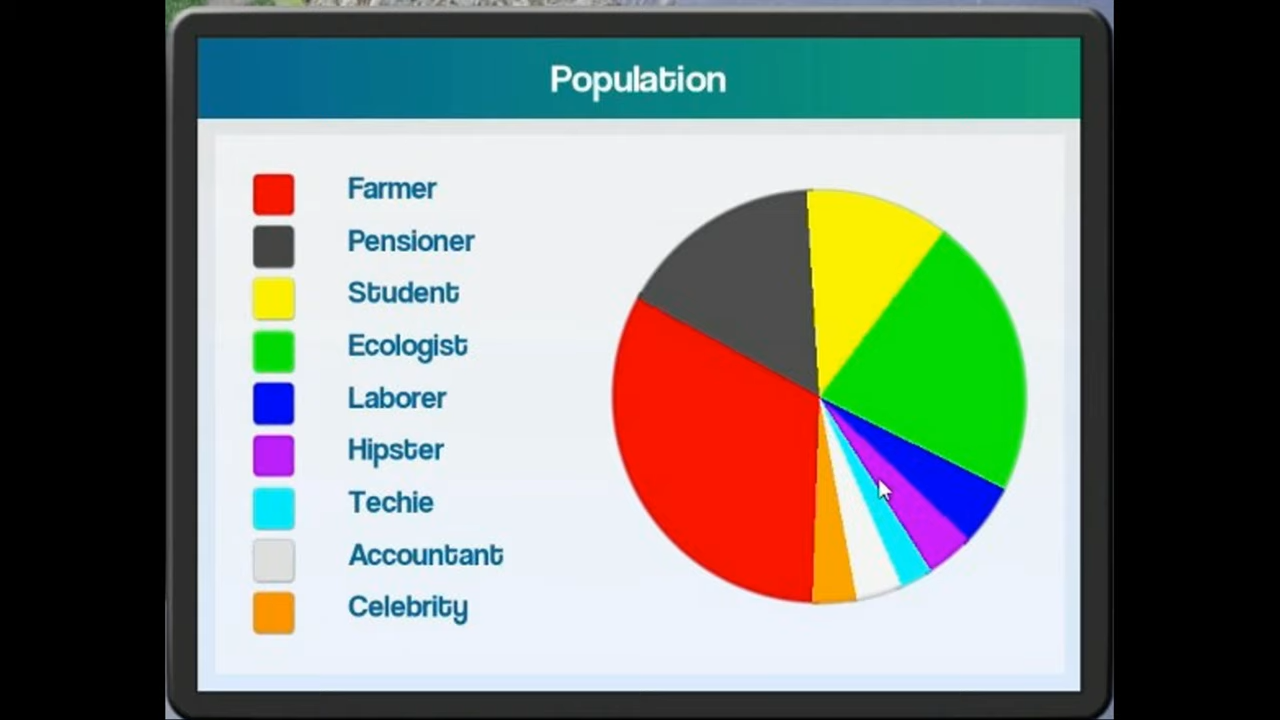 Population
Farmer
Pensioner
Student
Ecologist
Laborer
Hipster
Techie
Accountant
Celebrity